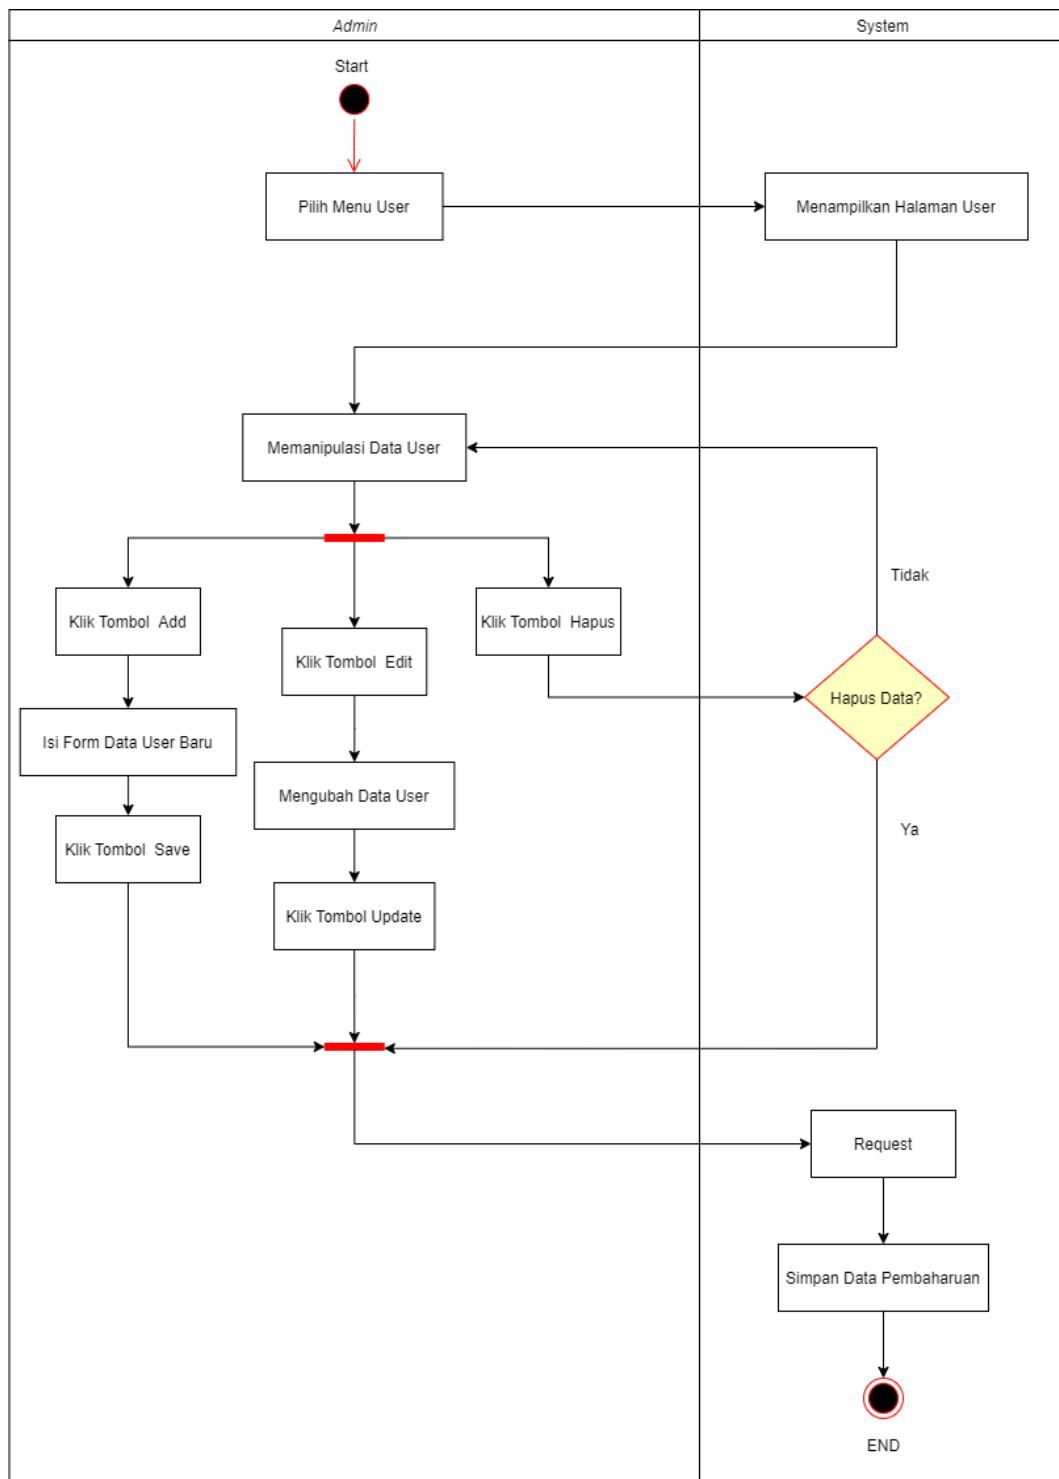 Admin
System
Start
Pilih Menu User
Menampilkan Halaman User
Memanipulasi Data User
Tidak
Klik Tombol  Add
Klik Tombol  Hapus
Klik Tombol  Edit
Hapus Data?
Isi Form Data User Baru
Mengubah Data User
Ya
Klik Tombol  Save
Klik Tombol Update
Request
Simpan Data Pembaharuan
END